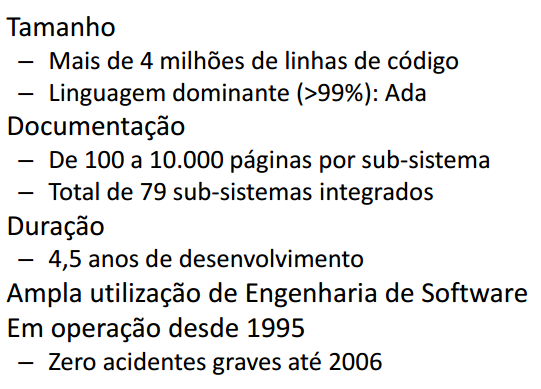 Tamanho
– Mais de 4 milhões de linhas de código
– Linguagem dominante (>99%): Ada
Documentação
– De 100 a 10.000 páginas por sub-sistema
– Total de 79 sub-sistemas integrados
Duração
– 4,5 anos de desenvolvimento
Ampla utilização de Engenharia de Software
Em operação desde 1995
– Zero acidentes graves até 2006